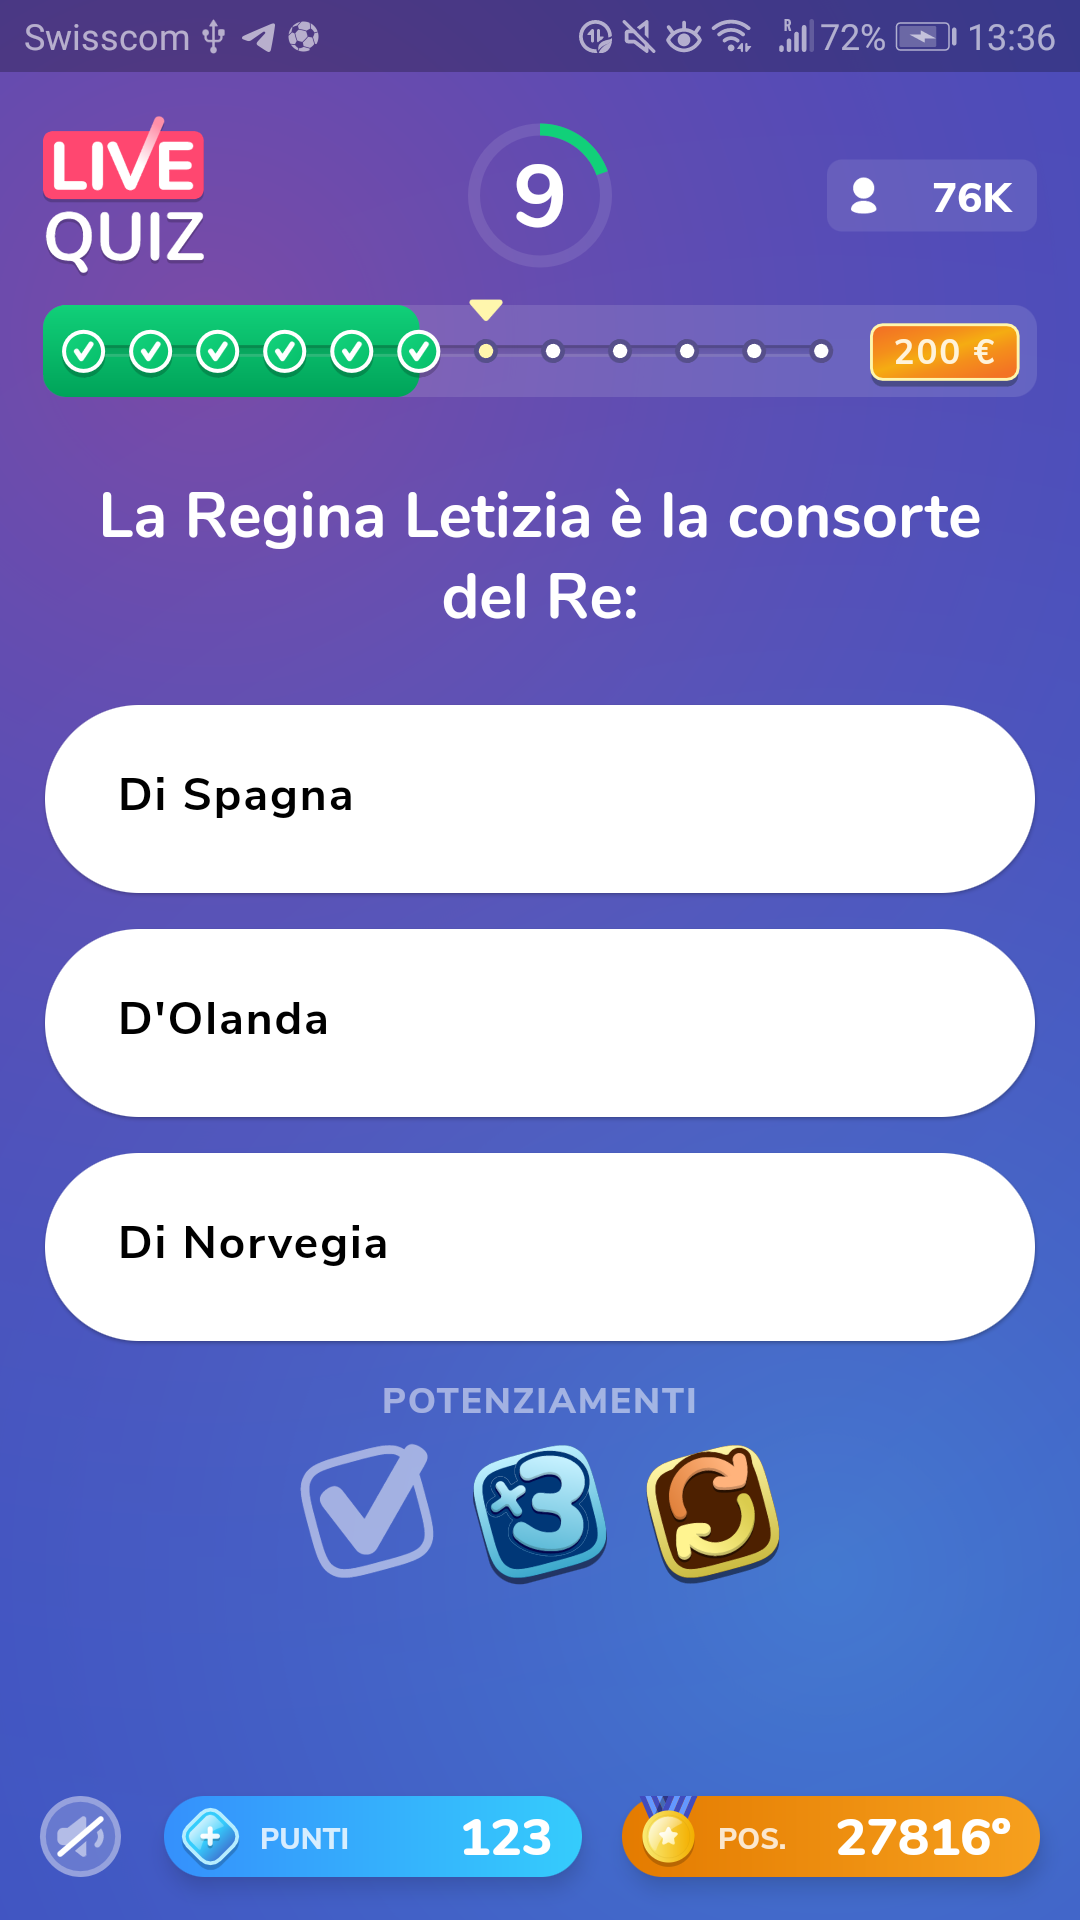 Swisscom
72% 13:36
LIVE
QUIZ
9
76K
200 €
La Regina Letizia è la consorte
del Re:
Di Spagna
D'Olanda
Di Norvegia
POTENZIAMENTI
×3
PUNTI 123
POS. 27816°